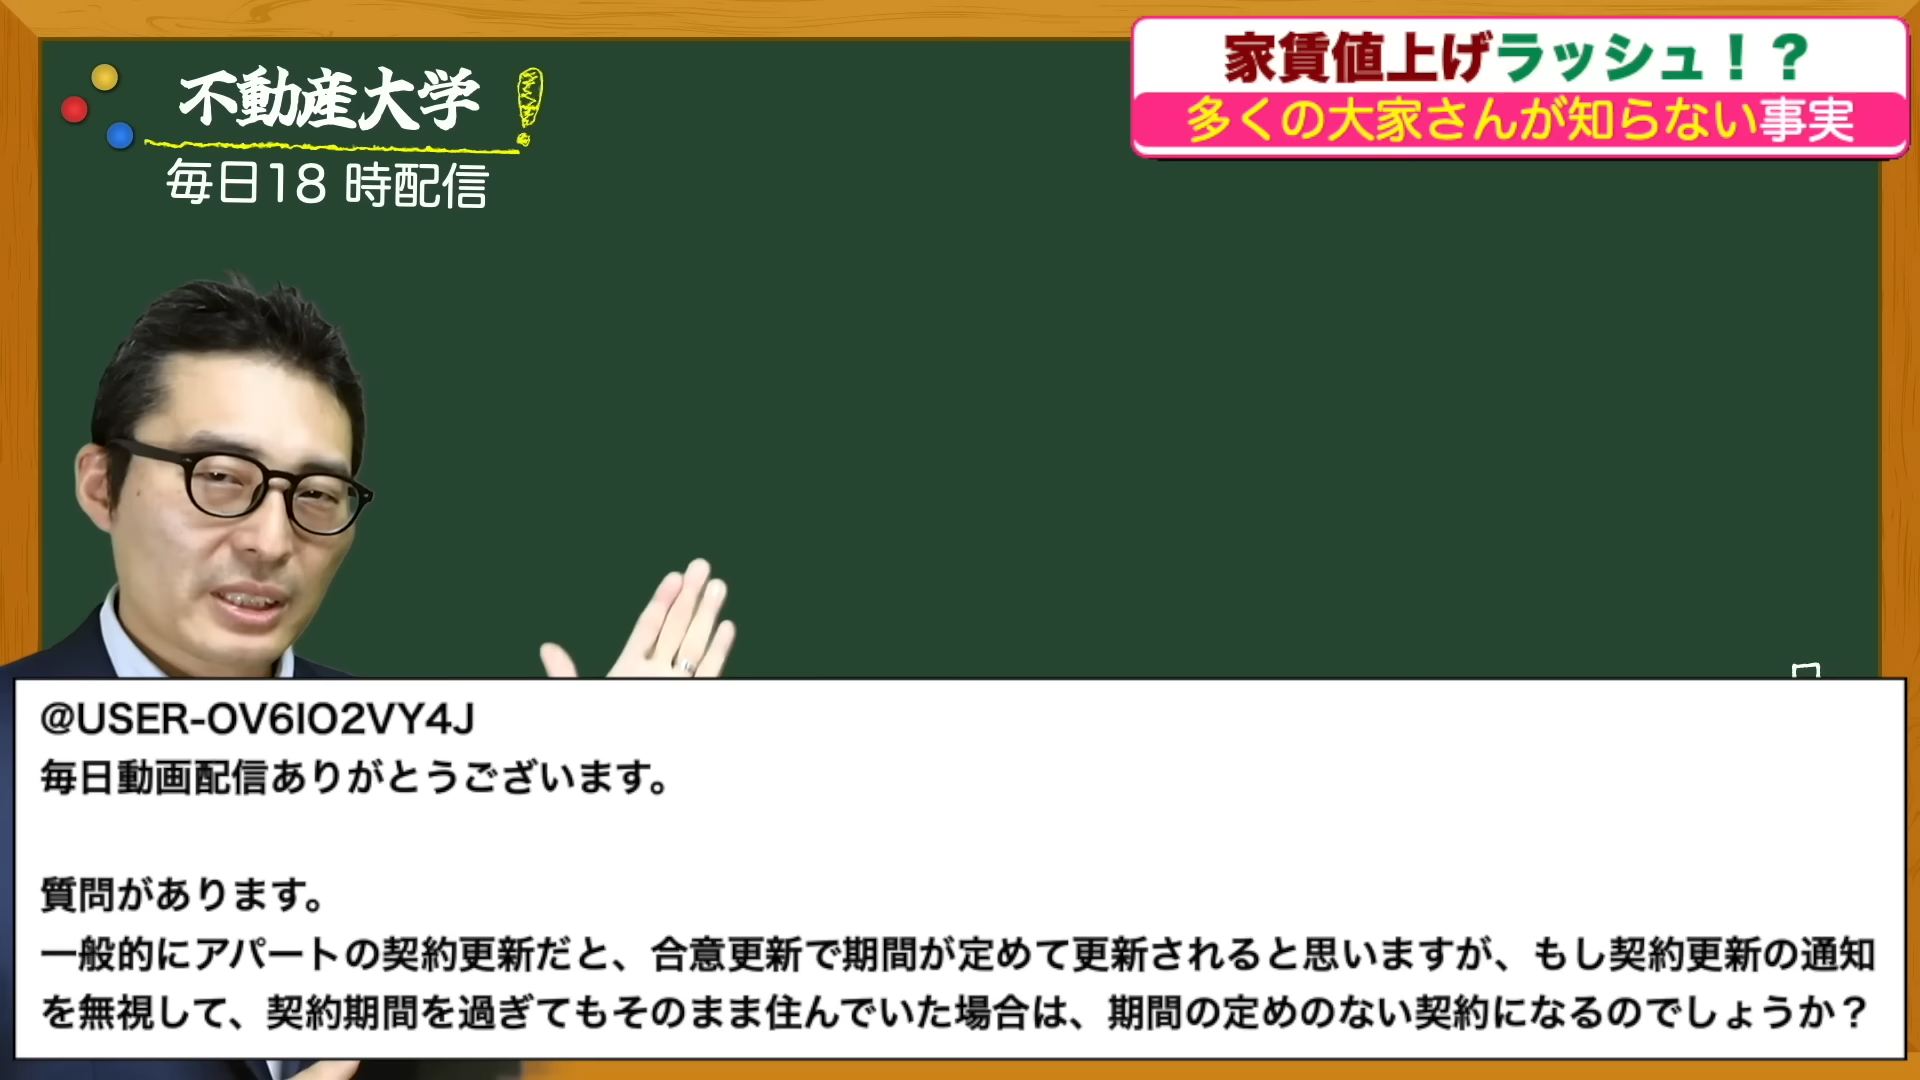 不動産大学!
毎日18時配信
家賃値上げラッシュ！？
多くの大家さんが知らない事実
@USER-OV6IO2VY4J
毎日動画配信ありがとうございます。
質問があります。
一般的にアパートの契約更新だと、合意更新で期間が定めて更新されると思いますが、もし契約更新の通知
を無視して、契約期間を過ぎてもそのまま住んでいた場合は、期間の定めのない契約になるのでしょうか？